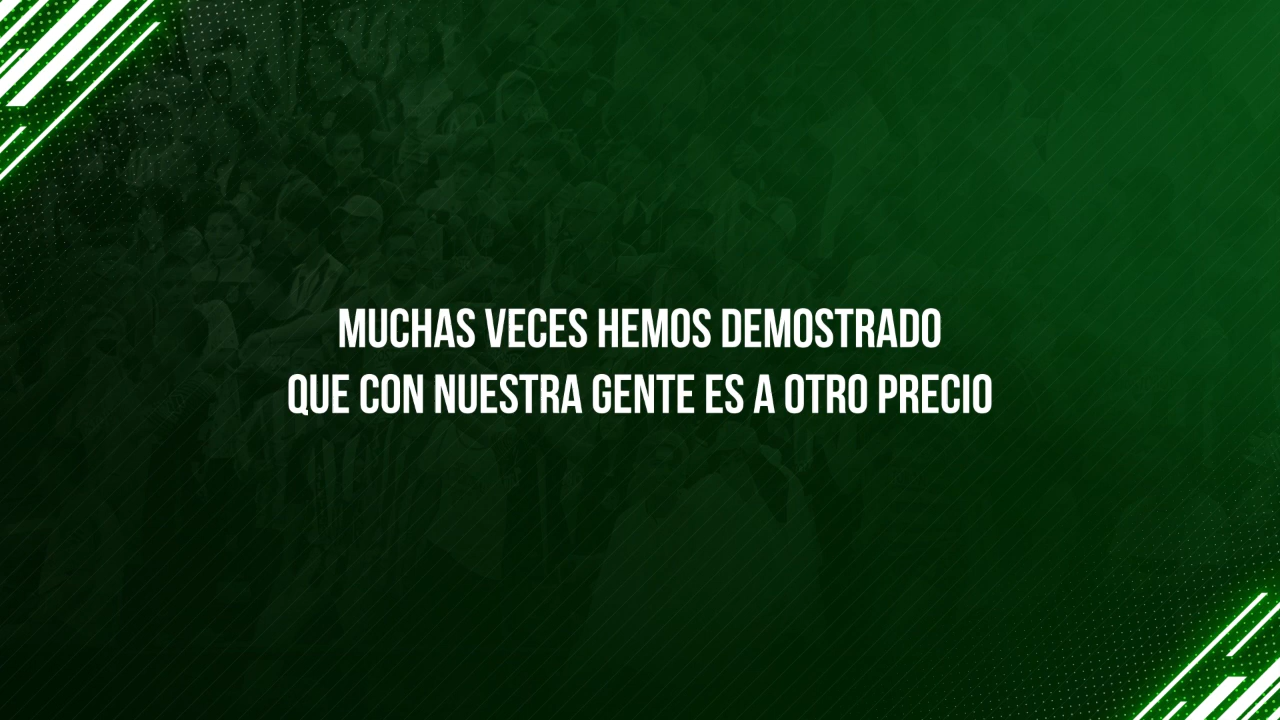 MUCHAS VECES HEMOS DEMOSTRADO
QUE CON NUESTRA GENTE ES A OTRO PRECIO